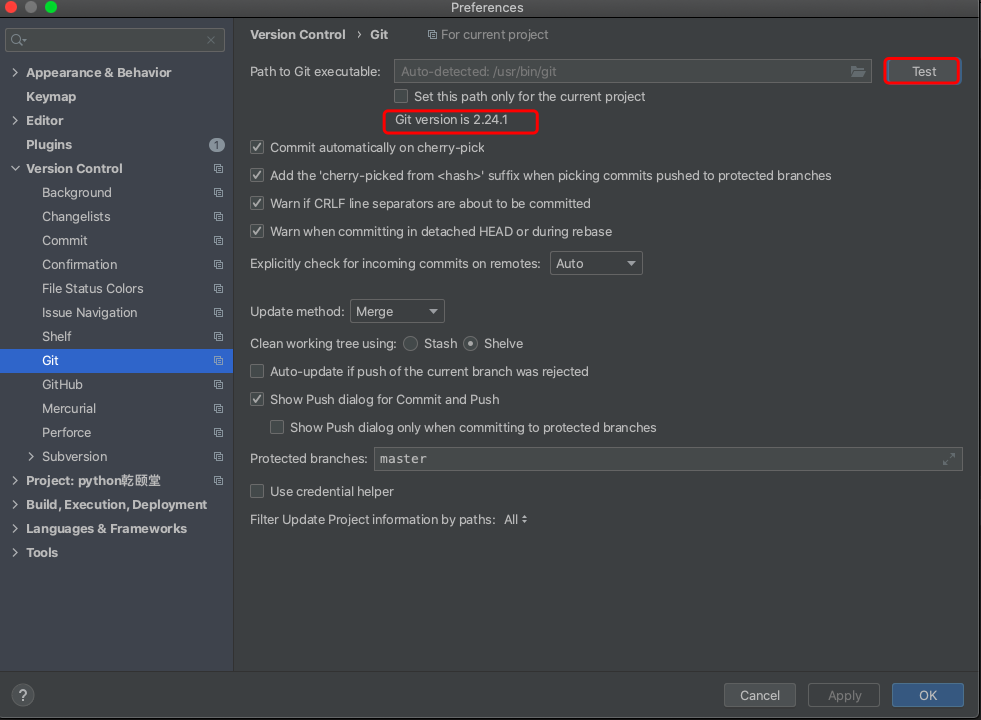 Preferences
Version Control › Git For current project
Appearance & Behavior
Keymap
Editor
Plugins 1
Version Control
Background
Changelists
Commit
Confirmation
File Status Colors
Issue Navigation
Shelf
Git
GitHub
Mercurial
Perforce
Subversion
Project: python乾颐堂
Build, Execution, Deployment
Languages & Frameworks
Tools
Path to Git executable: Auto-detected: /usr/bin/git Test
Set this path only for the current project
Git version is 2.24.1
Commit automatically on cherry-pick
Add the 'cherry-picked from <hash>' suffix when picking commits pushed to protected branches
Warn if CRLF line separators are about to be committed
Warn when committing in detached HEAD or during rebase
Explicitly check for incoming commits on remotes: Auto
Update method: Merge
Clean working tree using: Stash Shelve
Auto-update if push of the current branch was rejected
Show Push dialog for Commit and Push
Show Push dialog only when committing to protected branches
Protected branches: master
Use credential helper
Filter Update Project information by paths: All
? Cancel Apply OK